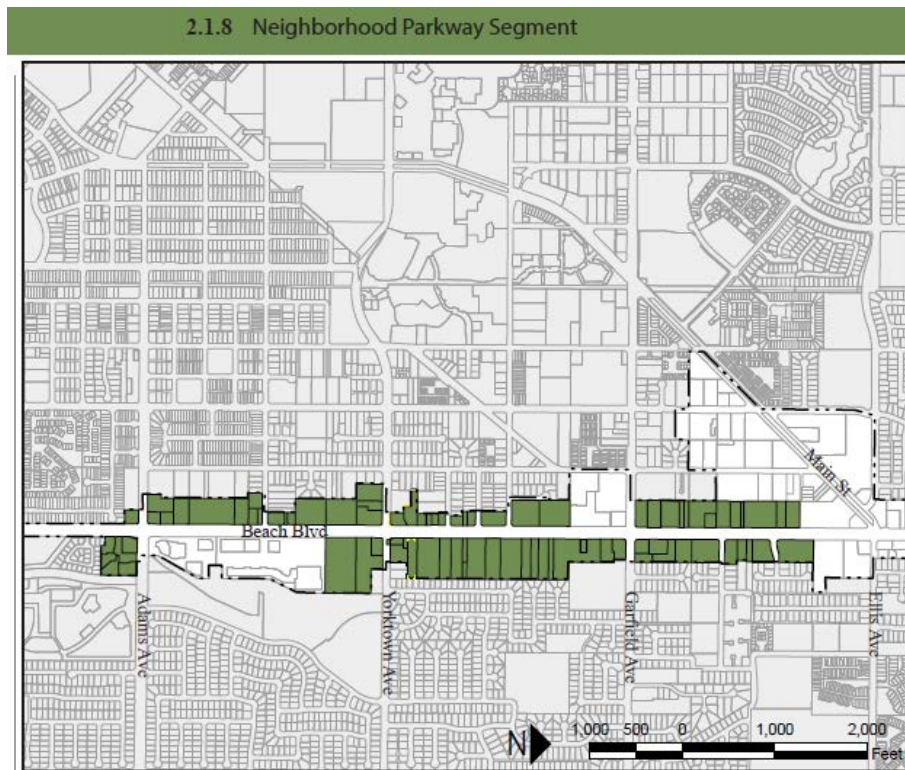 2.1.8 Neighborhood Parkway Segment
Main St
Beach Blvd
Adams Ave
Yorktown Ave
Garfield Ave
Ellis Ave
1,000 500 0 1,000 2,000
N
Feet